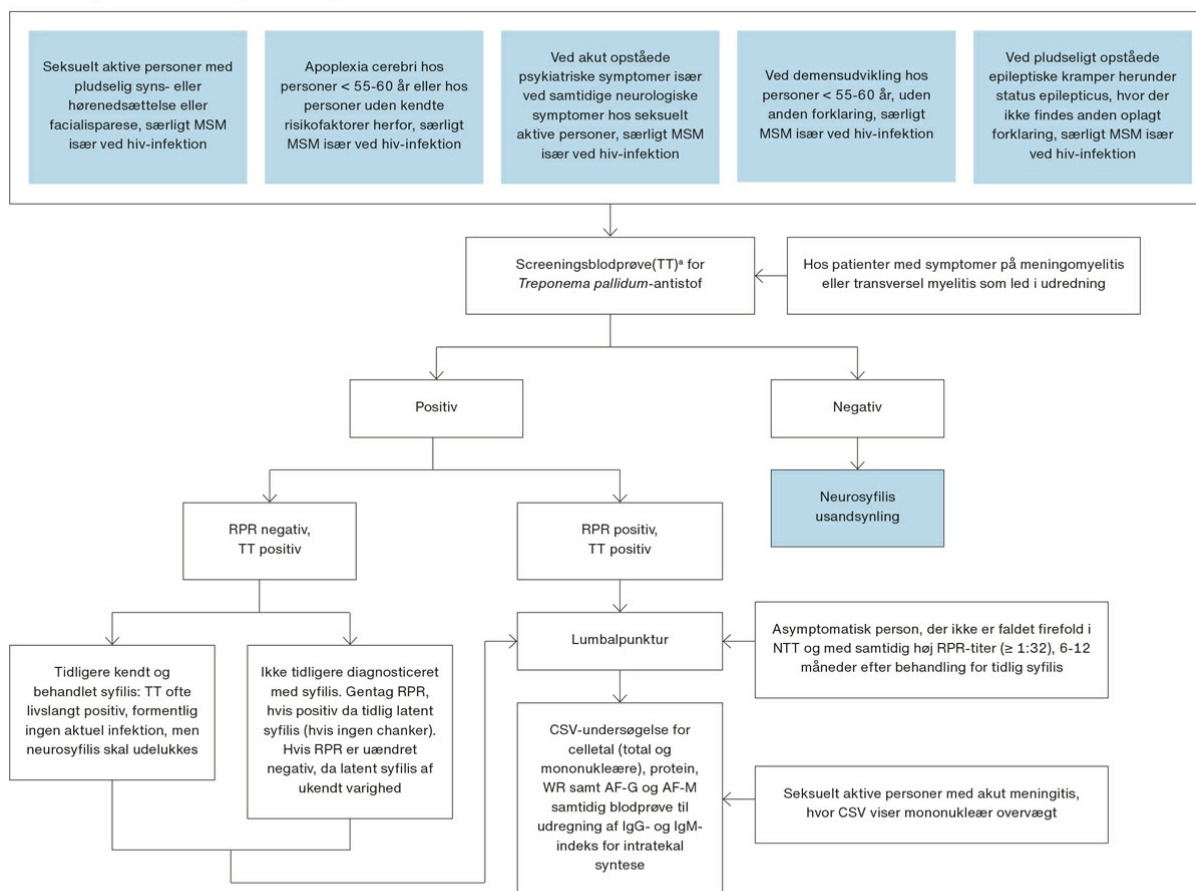 Seksuelt aktive personer med
pludselig syns- eller
hørenedsættelse eller
facialisparese, særligt MSM
især ved hiv-infektion
Apoplexia cerebri hos
personer < 55-60 år eller hos
personer uden kendte
risikofaktorer herfor, særligt
MSM især ved hiv-infektion
Ved akut opståede
psykiatriske symptomer især
ved samtidige neurologiske
symptomer hos seksuelt
aktive personer, særligt MSM
især ved hiv-infektion
Ved demensudvikling hos
personer < 55-60 år, uden
anden forklaring, særligt
MSM især ved hiv-infektion
Ved pludseligt opståede
epileptiske kramper herunder
status epilepticus, hvor der
ikke findes anden oplagt
forklaring, særligt MSM især
ved hiv-infektion
Screeningsblodprøve(TT)ª for
Treponema pallidum-antistof
Hos patienter med symptomer på meningomyelitis
eller transversel myelitis som led i udredning
Positiv
Negativ
RPR negativ,
TT positiv
RPR positiv,
TT positiv
Neurosyfilis
usandsynling
Tidligere kendt og
behandlet syfilis: TT ofte
livslangt positiv, formentlig
ingen aktuel infektion, men
neurosyfilis skal udelukkes
Ikke tidligere diagnosticeret
med syfilis. Gentag RPR,
hvis positiv da tidlig latent
syfilis (hvis ingen chanker).
Hvis RPR er uændret
negativ, da latent syfilis af
ukendt varighed
Lumbalpunktur
Asymptomatisk person, der ikke er faldet firefold i
NTT og med samtidig høj RPR-titer (≥ 1:32), 6-12
måneder efter behandling for tidlig syfilis
CSV-undersøgelse for
celletal (total og
mononukleære), protein,
WR samt AF-G og AF-M
samtidig blodprøve til
udregning af IgG- og IgM-
indeks for intratekal
syntese
Seksuelt aktive personer med akut meningitis,
hvor CSV viser mononukleær overvægt